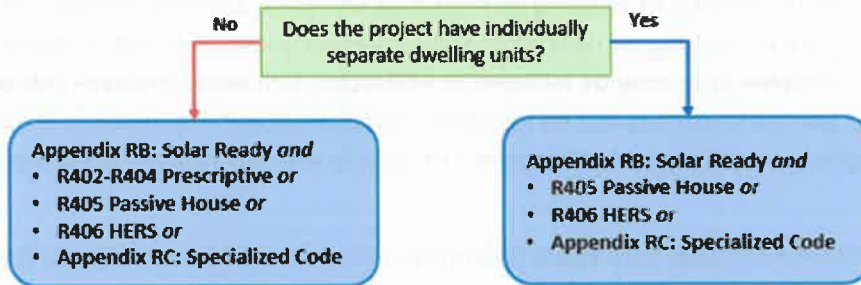 No
Does the project have individually
separate dwelling units?
Yes
Appendix RB: Solar Ready and
• R402-R404 Prescriptive or
• R405 Passive House or
• R406 HERS or
• Appendix RC: Specialized Code
Appendix RB: Solar Ready and
• R405 Passive House or
• R406 HERS or
• Appendix RC: Specialized Code